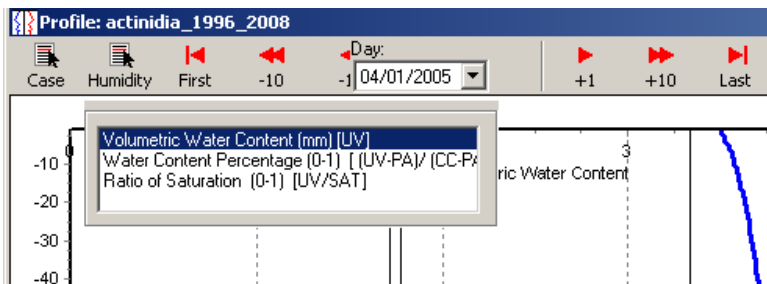 Profile: actinidia_1996_2008
Case Humidity First -10 -1 Day: 04/01/2005 +1 +10 Last
Volumetric Water Content (mm) [UV]
Water Content Percentage (0-1) [ (UV-PA)/ (CC-PA
Ratio of Saturation (0-1) [UV/SAT]
3
ric Water Content
-10
-20
-30
-40